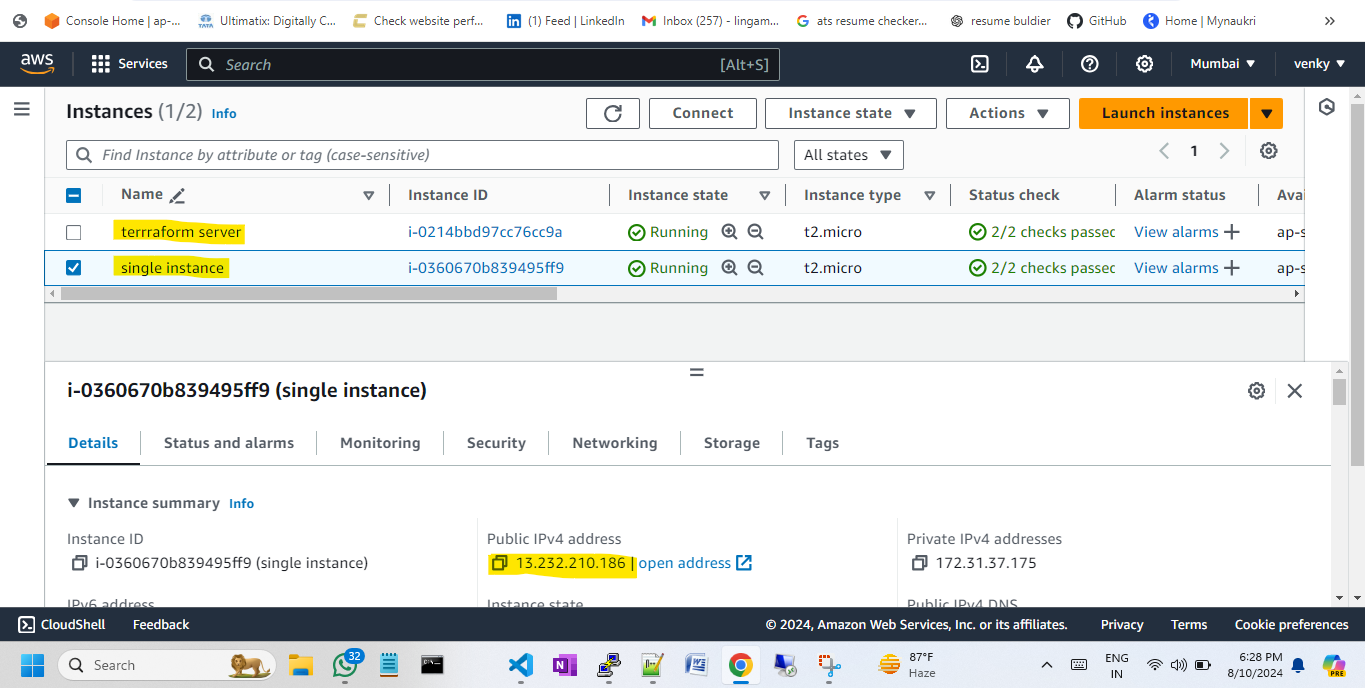 Console Home | ap-... Ultimatix: Digitally C... Check website perf... (1) Feed | LinkedIn Inbox (257) - lingam... ats resume checker... resume buldier GitHub Home | Mynaukri
aws Services Search [Alt+S] Mumbai venky
Instances (1/2) Info Connect Instance state Actions Launch instances
Find Instance by attribute or tag (case-sensitive) All states 1
Name Instance ID Instance state Instance type Status check Alarm status Avai
terrraform server i-0214bbd97cc76cc9a Running t2.micro 2/2 checks passec View alarms ap-s
single instance i-0360670b839495ff9 Running t2.micro 2/2 checks passec View alarms ap-s
i-0360670b839495ff9 (single instance)
Details Status and alarms Monitoring Security Networking Storage Tags
Instance summary Info
Instance ID Public IPv4 address Private IPv4 addresses
i-0360670b839495ff9 (single instance) 13.232.210.186 | open address 172.31.37.175
IPv6 address Instance state Public IPv4 DNS
CloudShell Feedback © 2024, Amazon Web Services, Inc. or its affiliates. Privacy Terms Cookie preferences
Search 32 87°F ENG 6:28 PM
Haze IN 8/10/2024 PRE